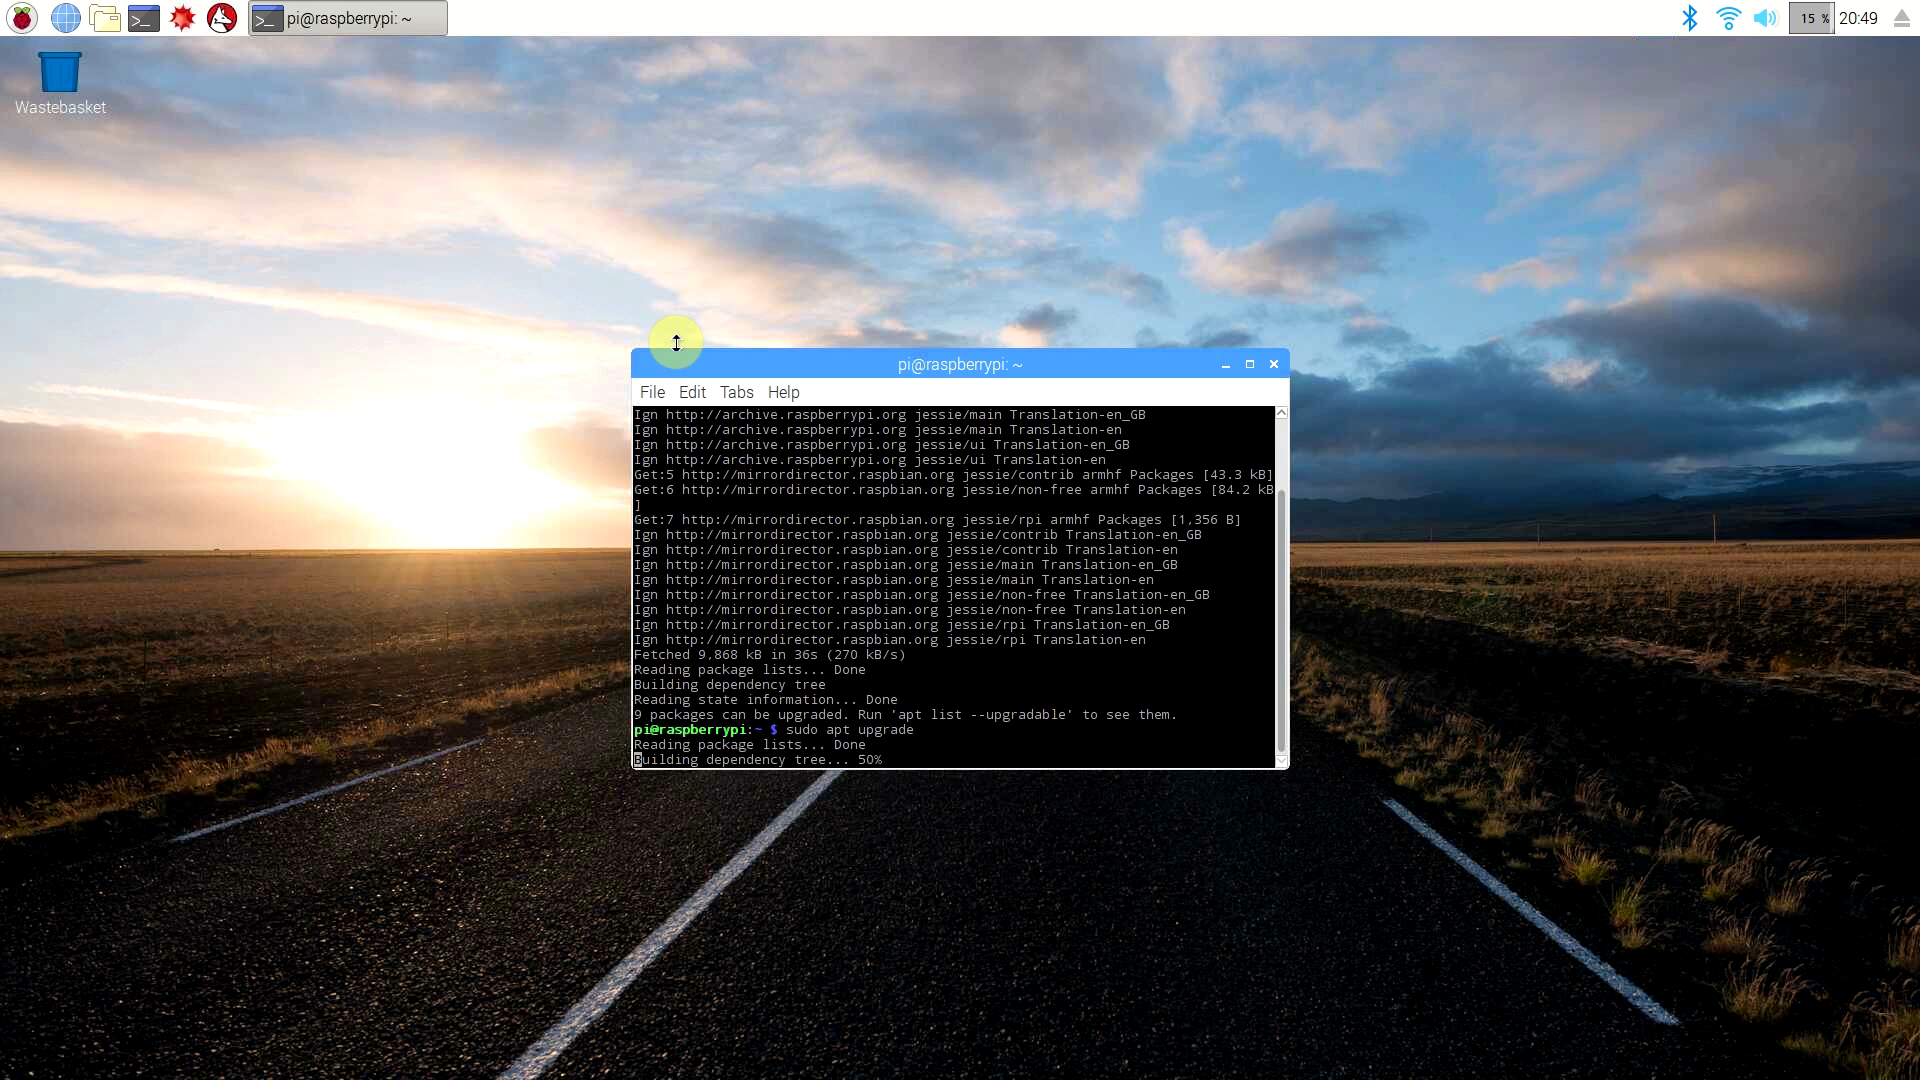 pi@raspberrypi: ~
15 %
20:49
Wastebasket
pi@raspberrypi: ~
File Edit Tabs Help
Ign http://archive.raspberrypi.org jessie/main Translation-en_GB
Ign http://archive.raspberrypi.org jessie/main Translation-en
Ign http://archive.raspberrypi.org jessie/ui Translation-en_GB
Ign http://archive.raspberrypi.org jessie/ui Translation-en
Get:5 http://mirrordirector.raspbian.org jessie/contrib armhf Packages [43.3 kB]
Get:6 http://mirrordirector.raspbian.org jessie/non-free armhf Packages [84.2 kB
]
Get:7 http://mirrordirector.raspbian.org jessie/rpi armhf Packages [1,356 B]
Ign http://mirrordirector.raspbian.org jessie/contrib Translation-en_GB
Ign http://mirrordirector.raspbian.org jessie/contrib Translation-en
Ign http://mirrordirector.raspbian.org jessie/main Translation-en_GB
Ign http://mirrordirector.raspbian.org jessie/main Translation-en
Ign http://mirrordirector.raspbian.org jessie/non-free Translation-en_GB
Ign http://mirrordirector.raspbian.org jessie/non-free Translation-en
Ign http://mirrordirector.raspbian.org jessie/rpi Translation-en_GB
Ign http://mirrordirector.raspbian.org jessie/rpi Translation-en
Fetched 9,868 kB in 36s (270 kB/s)
Reading package lists... Done
Building dependency tree
Reading state information... Done
9 packages can be upgraded. Run 'apt list --upgradable' to see them.
pi@raspberrypi:~ $ sudo apt upgrade
Reading package lists... Done
Building dependency tree... 50%